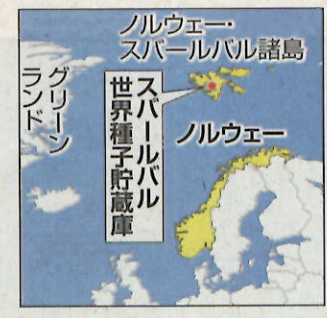 ノルウェー・
スバールバル諸島
グリーン
ランド
スバールバル
世界種子貯蔵庫
ノルウェー